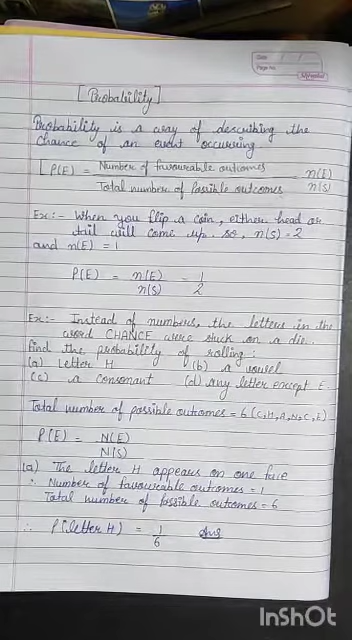 Date / /
Page No.
[Probability]
Probability is a way of describing the
chance of an event occurring.
[P(E) = Number of favourable outcomes = n(E)
Total number of Possible outcomes n(S)
Ex:- When you flip a coin, either head or
tail will come up. so, n(S) = 2
and n(E) = 1
P(E) = n(E) = 1
n(S) 2
Ex:- Instead of numbers, the letters in the
word CHANCE were stuck on a die.
find the probability of rolling:
(a) Letter H (b) a vowel
(c) a consonant (d) any letter except E.
Total number of possible outcomes = 6 (C,H,A,N,C,E)
P(E) = N(E)
N(S)
(a) The letter H appears on one face
∴ Number of favourable outcomes = 1
Total number of possible outcomes = 6
∴ P(letter H) = 1 Ans
6
InShOt